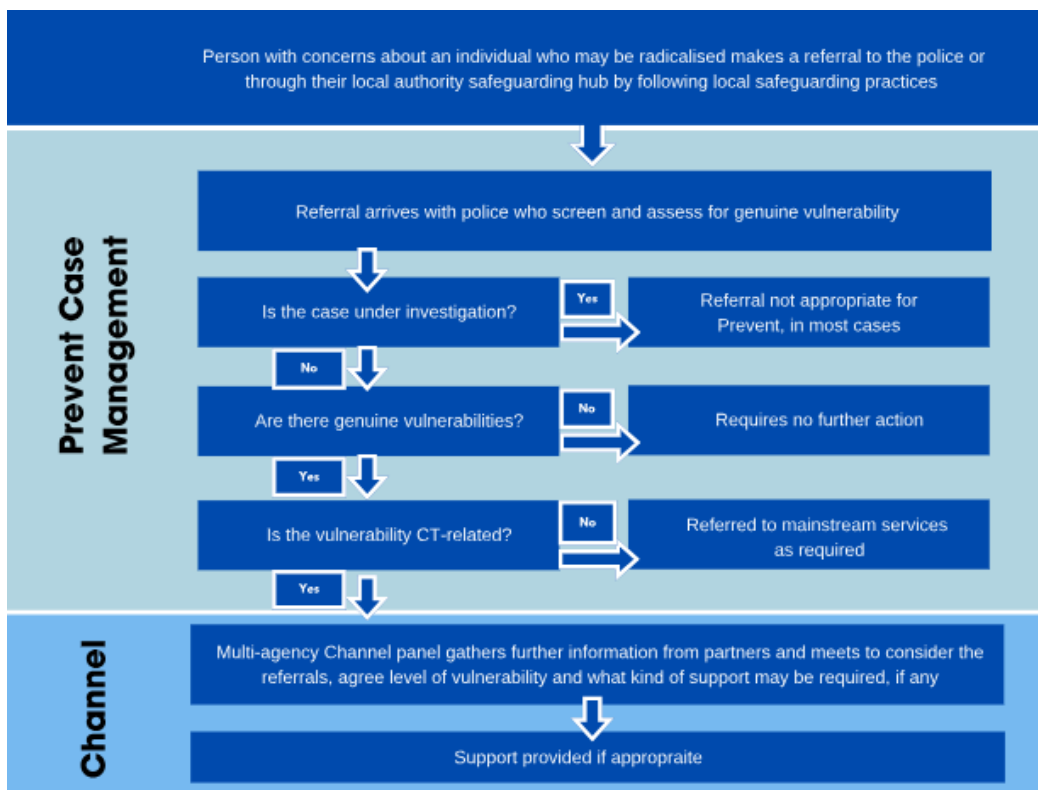 Person with concerns about an individual who may be radicalised makes a referral to the police or
through their local authority safeguarding hub by following local safeguarding practices
Prevent Case
Management
Referral arrives with police who screen and assess for genuine vulnerability
Is the case under investigation?
Yes
Referral not appropriate for
Prevent, in most cases
No
Are there genuine vulnerabilities?
No
Requires no further action
Yes
Is the vulnerability CT-related?
No
Referred to mainstream services
as required
Yes
Channel
Multi-agency Channel panel gathers further information from partners and meets to consider the
referrals, agree level of vulnerability and what kind of support may be required, if any
Support provided if appropraite